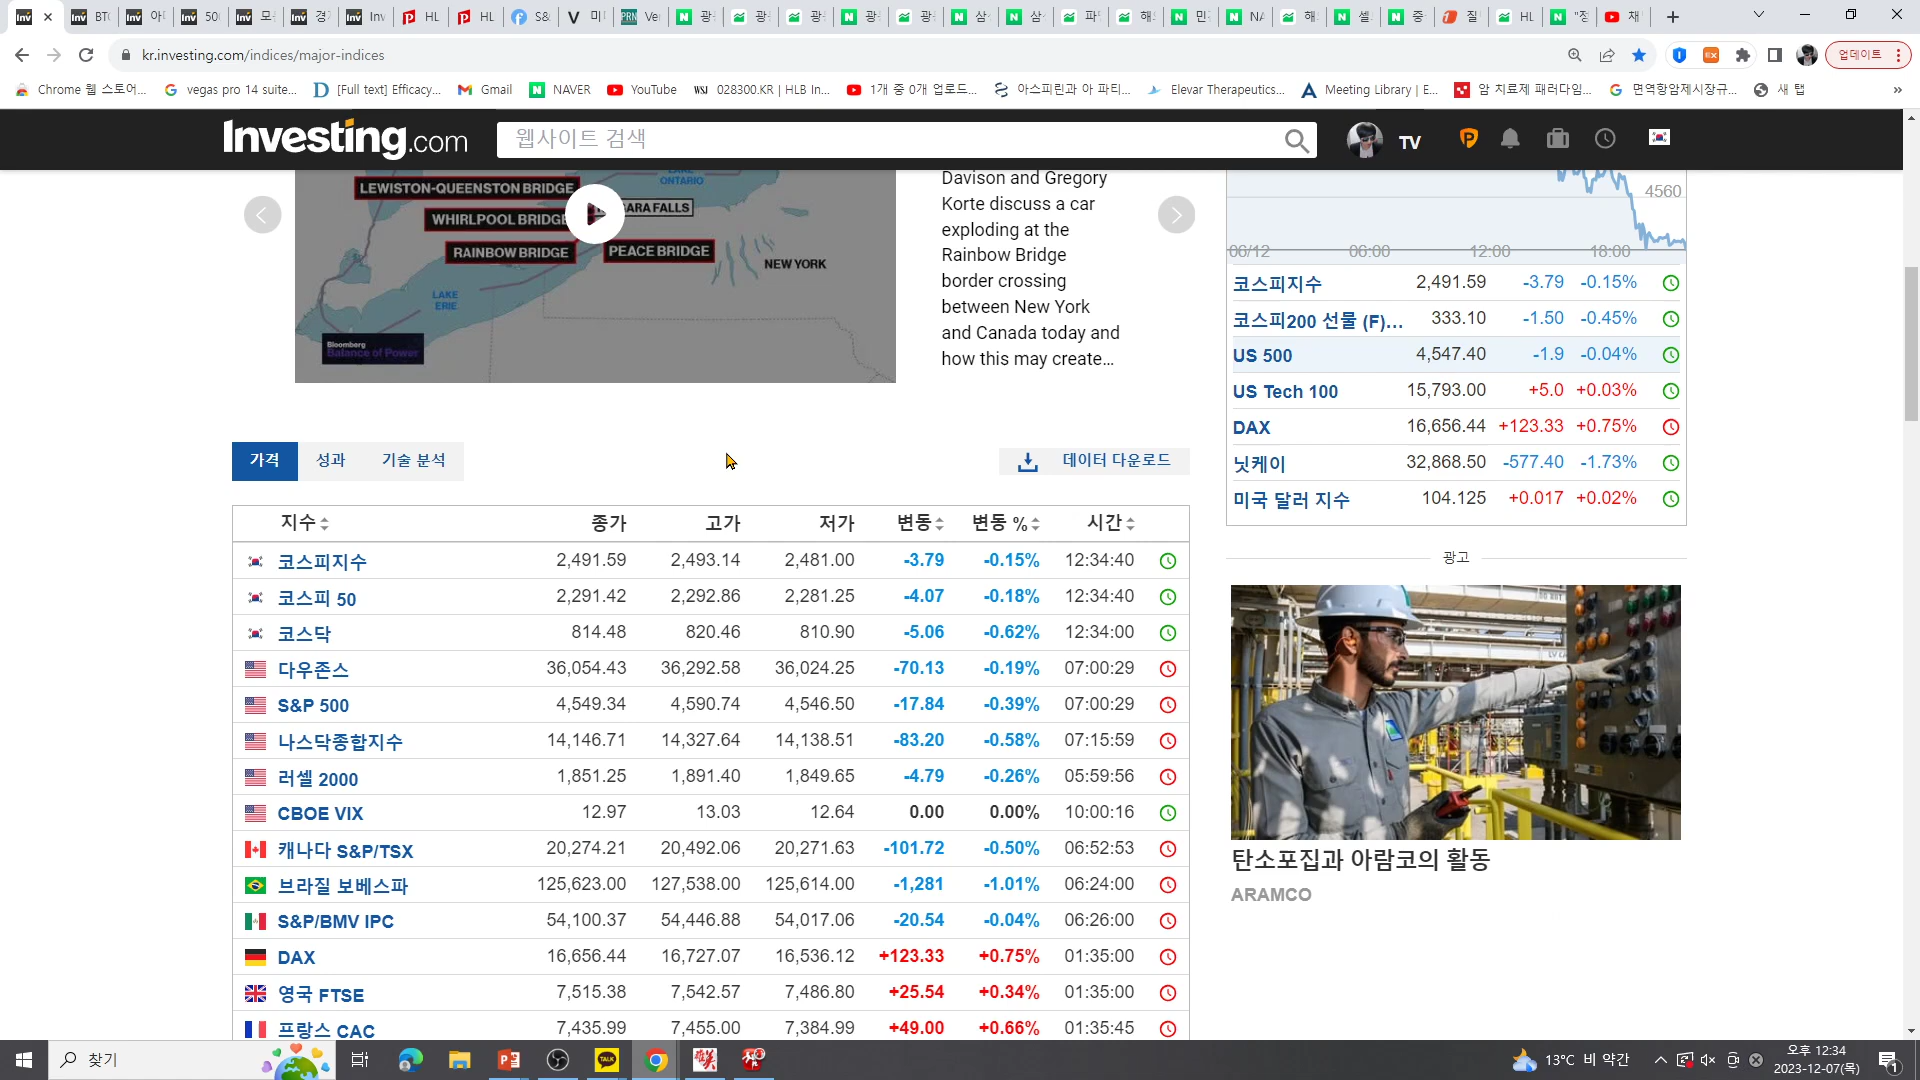 kr.investing.com/indices/major-indices
업데이트
Chrome 웹 스토어...
vegas pro 14 suite...
[Full text] Efficacy...
Gmail
NAVER
YouTube
028300.KR | HLB In...
1개 중 0개 업로드...
아스피린과 아 파티...
Elevar Therapeutics...
Meeting Library | E...
암 치료제 패러다임...
면역항암제시장규...
새 탭
Investing.com
웹사이트 검색
TV
LAKE
ONTARIO
LEWISTON-QUEENSTON BRIDGE
WHIRLPOOL BRIDGE
ARA FALLS
RAINBOW BRIDGE
PEACE BRIDGE
NEW YORK
LAKE
ERIE
Bloomberg
Balance of Power
Davison and Gregory
Korte discuss a car
exploding at the
Rainbow Bridge
border crossing
between New York
and Canada today and
how this may create...
4560
06/12 06:00 12:00 18:00
코스피지수 2,491.59 -3.79 -0.15%
코스피200 선물 (F)... 333.10 -1.50 -0.45%
US 500 4,547.40 -1.9 -0.04%
US Tech 100 15,793.00 +5.0 +0.03%
DAX 16,656.44 +123.33 +0.75%
닛케이 32,868.50 -577.40 -1.73%
미국 달러 지수 104.125 +0.017 +0.02%
가격 성과 기술 분석
데이터 다운로드
지수 종가 고가 저가 변동 변동 % 시간
코스피지수 2,491.59 2,493.14 2,481.00 -3.79 -0.15% 12:34:40
코스피 50 2,291.42 2,292.86 2,281.25 -4.07 -0.18% 12:34:40
코스닥 814.48 820.46 810.90 -5.06 -0.62% 12:34:00
다우존스 36,054.43 36,292.58 36,024.25 -70.13 -0.19% 07:00:29
S&P 500 4,549.34 4,590.74 4,546.50 -17.84 -0.39% 07:00:29
나스닥종합지수 14,146.71 14,327.64 14,138.51 -83.20 -0.58% 07:15:59
러셀 2000 1,851.25 1,891.40 1,849.65 -4.79 -0.26% 05:59:56
CBOE VIX 12.97 13.03 12.64 0.00 0.00% 10:00:16
캐나다 S&P/TSX 20,274.21 20,492.06 20,271.63 -101.72 -0.50% 06:52:53
브라질 보베스파 125,623.00 127,538.00 125,614.00 -1,281 -1.01% 06:24:00
S&P/BMV IPC 54,100.37 54,446.88 54,017.06 -20.54 -0.04% 06:26:00
DAX 16,656.44 16,727.07 16,536.12 +123.33 +0.75% 01:35:00
영국 FTSE 7,515.38 7,542.57 7,486.80 +25.54 +0.34% 01:35:00
프랑스 CAC 7,435.99 7,455.00 7,384.99 +49.00 +0.66% 01:35:45
광고
탄소포집과 아람코의 활동
ARAMCO
찾기
TALK
13°C 비 약간
오후 12:34
2023-12-07(목)
1